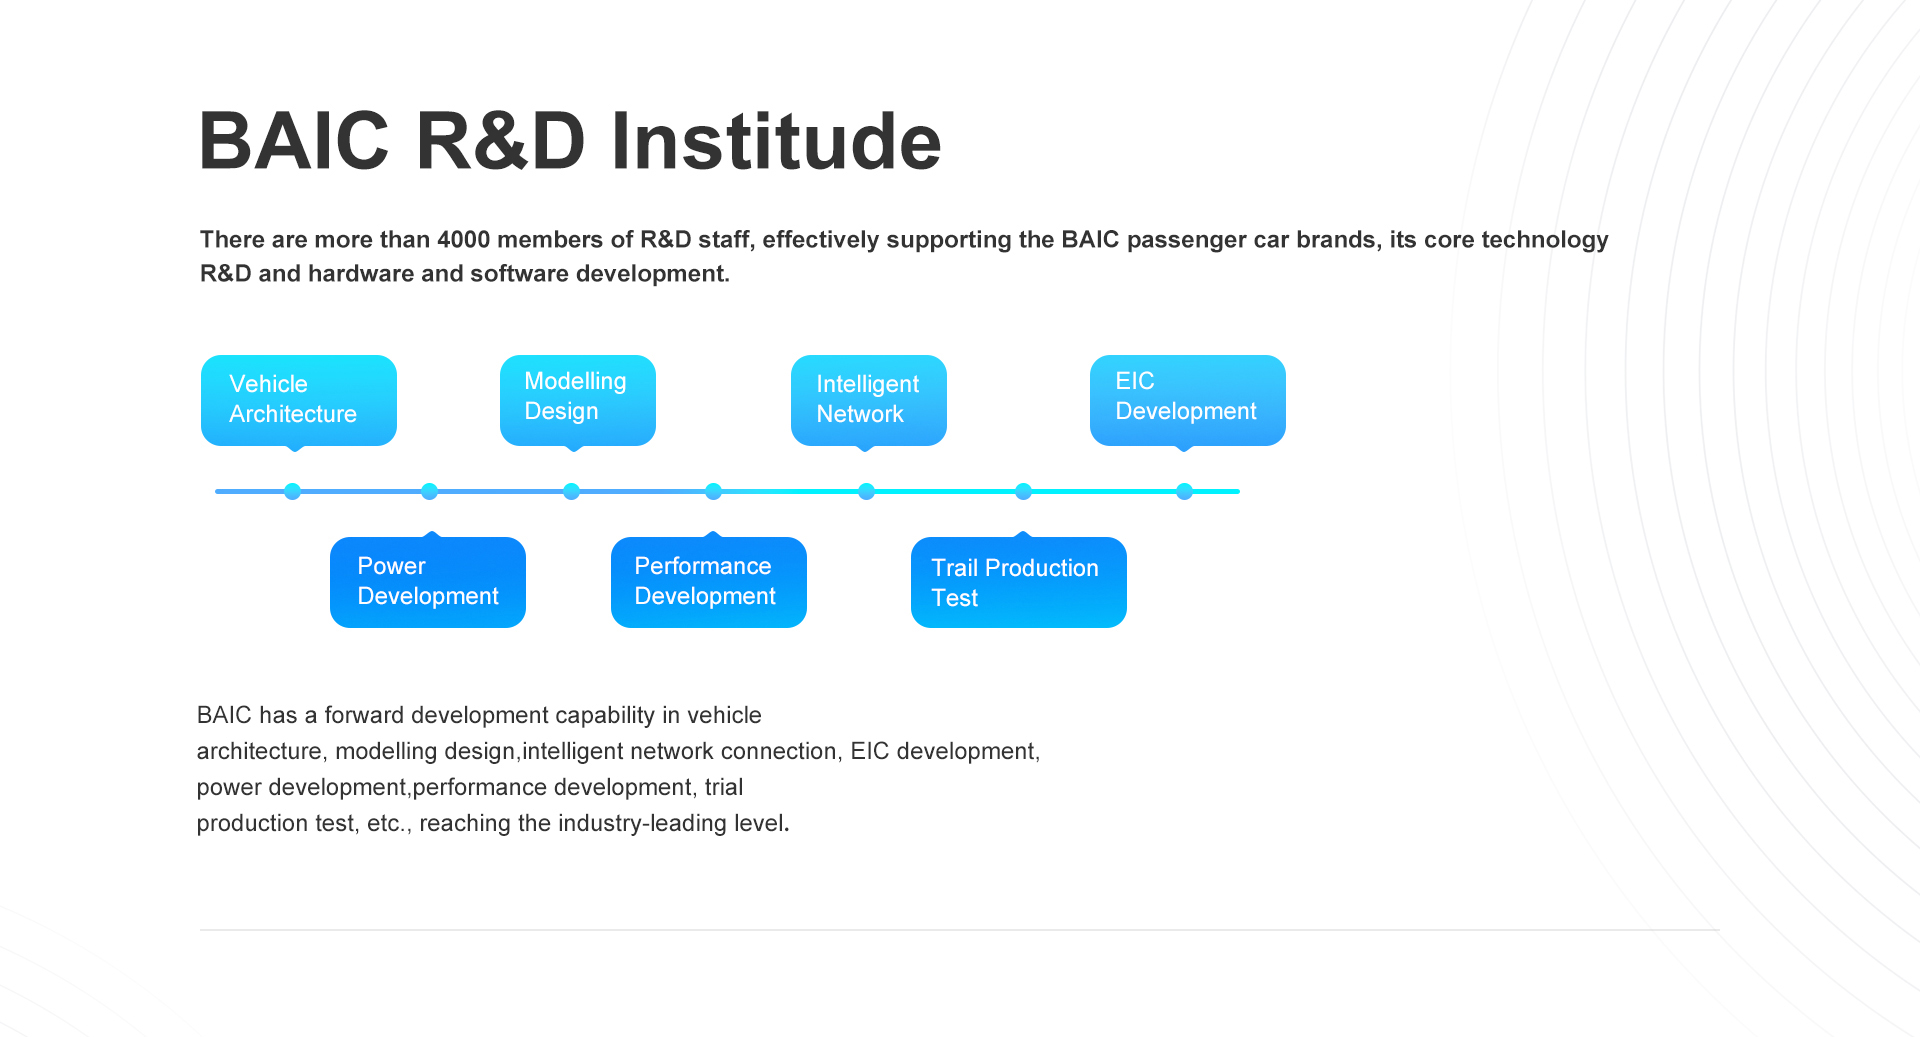 BAIC R&D Institude
There are more than 4000 members of R&D staff, effectively supporting the BAIC passenger car brands, its core technology
R&D and hardware and software development.
Vehicle
Architecture
Modelling
Design
Intelligent
Network
EIC
Development
Power
Development
Performance
Development
Trail Production
Test
BAIC has a forward development capability in vehicle
architecture, modelling design,intelligent network connection, EIC development,
power development,performance development, trial
production test, etc., reaching the industry-leading level.